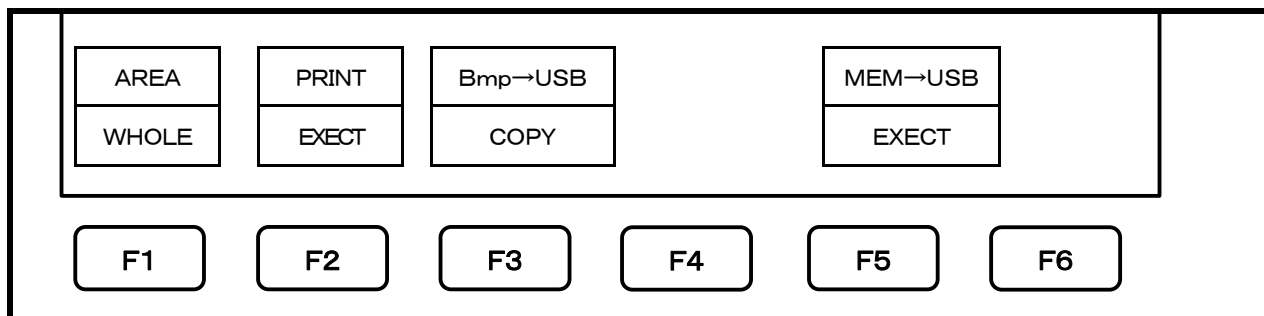 AREA PRINT Bmp→USB MEM→USB
WHOLE EXECT COPY EXECT
F1 F2 F3 F4 F5 F6